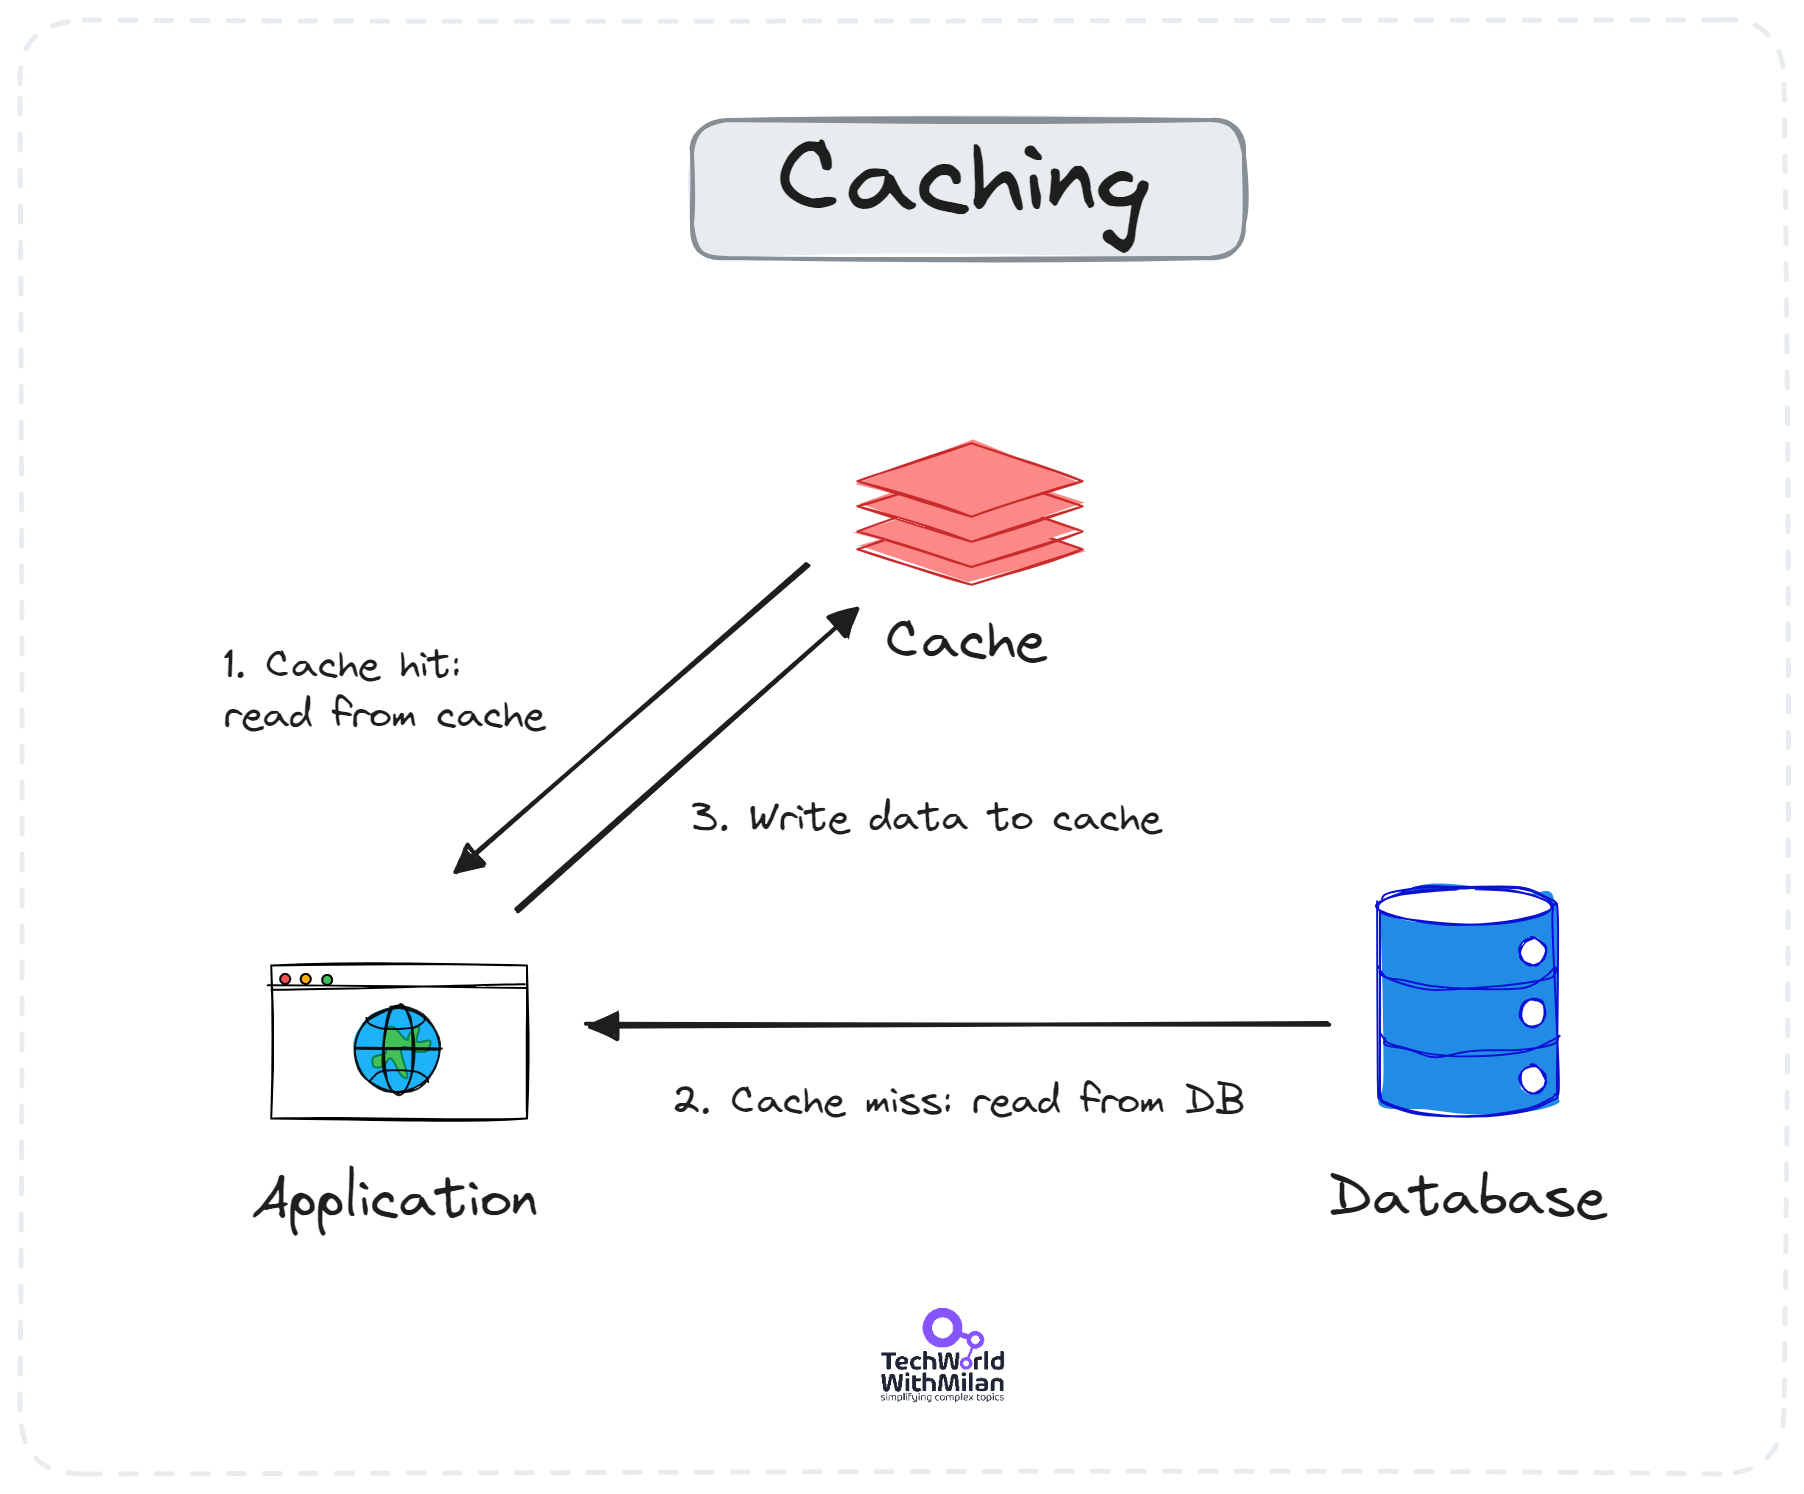 Caching
Cache
1. Cache hit:
read from cache
3. Write data to cache
2. Cache miss: read from DB
Application
Database
TechWorld
WithMilan
simplifying complex topics